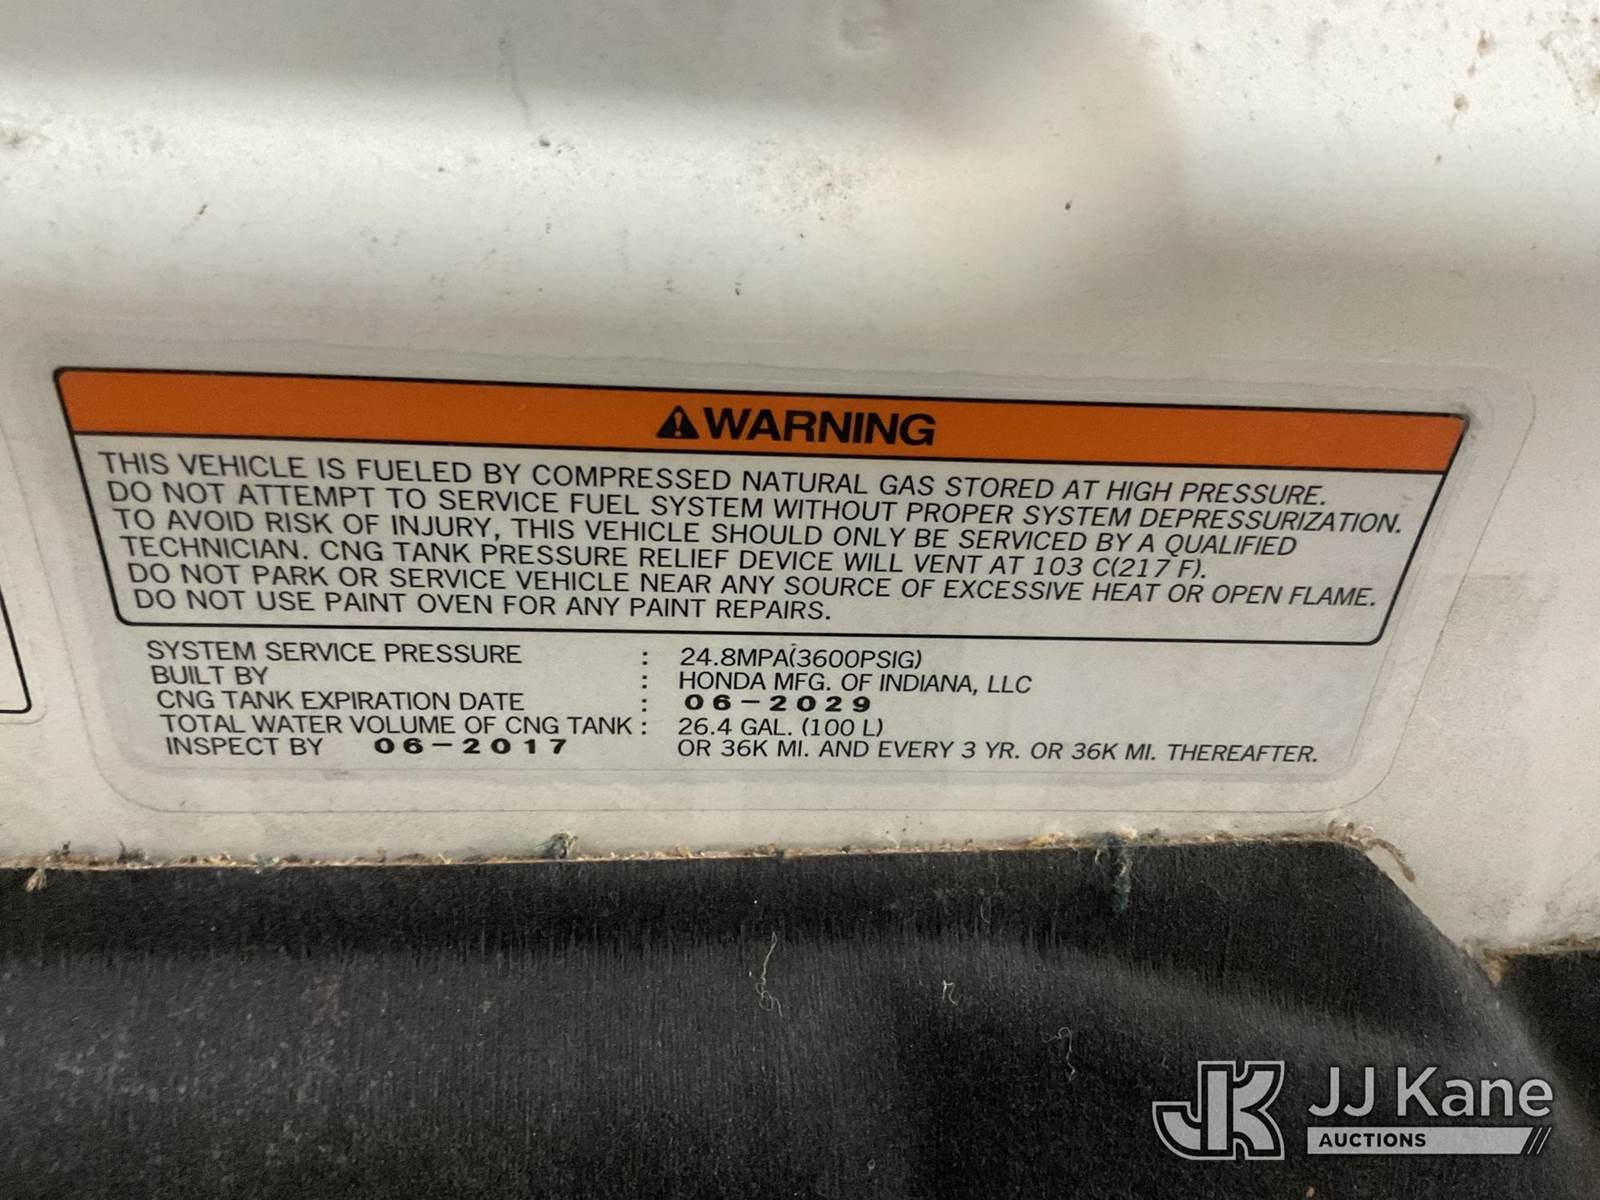 WARNING
THIS VEHICLE IS FUELED BY COMPRESSED NATURAL GAS STORED AT HIGH PRESSURE.
DO NOT ATTEMPT TO SERVICE FUEL SYSTEM WITHOUT PROPER SYSTEM DEPRESSURIZATION.
TO AVOID RISK OF INJURY, THIS VEHICLE SHOULD ONLY BE SERVICED BY A QUALIFIED
TECHNICIAN. CNG TANK PRESSURE RELIEF DEVICE WILL VENT AT 103 C(217 F).
DO NOT PARK OR SERVICE VEHICLE NEAR ANY SOURCE OF EXCESSIVE HEAT OR OPEN FLAME.
DO NOT USE PAINT OVEN FOR ANY PAINT REPAIRS.
SYSTEM SERVICE PRESSURE : 24.8MPA(3600PSIG)
BUILT BY : HONDA MFG. OF INDIANA, LLC
CNG TANK EXPIRATION DATE : 06-2029
TOTAL WATER VOLUME OF CNG TANK : 26.4 GAL. (100 L)
INSPECT BY 06-2017 OR 36K MI. AND EVERY 3 YR. OR 36K MI. THEREAFTER.
JK JJ Kane
AUCTIONS